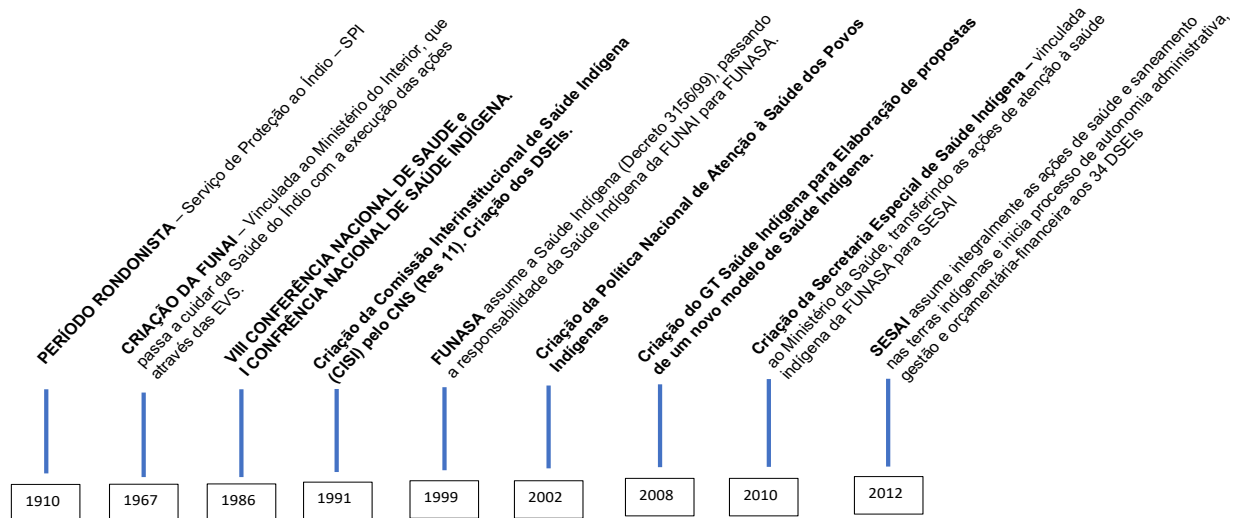 PERÍODO RONDONISTA – Serviço de Proteção ao Índio – SPI
CRIAÇÃO DA FUNAI – Vinculada ao Ministério do Interior, que
passa a cuidar da Saúde do Índio com a execução das ações
através das EVS.
VIII CONFERÊNCIA NACIONAL DE SAUDE e
I CONFRÊNCIA NACIONAL DE SAÚDE INDÍGENA.
Criação da Comissão Interinstitucional de Saúde Indígena
(CISI) pelo CNS (Res 11). Criação dos DSEIs.
FUNASA assume a Saúde Indígena (Decreto 3156/99), passando
a responsabilidade da Saúde Indígena da FUNAI para FUNASA.
Criação da Política Nacional de Atenção à Saúde dos Povos
Indígenas
Criação do GT Saúde Indígena para Elaboração de propostas
de um novo modelo de Saúde Indígena.
Criação da Secretaria Especial de Saúde Indígena – vinculada
ao Ministério da Saúde, transferindo as ações de atenção à saúde
indígena da FUNASA para SESAI
SESAI assume integralmente as ações de saúde e saneamento
nas terras indígenas e inicia processo de autonomia administrativa,
gestão e orçamentária-financeira aos 34 DSEIs
1910
1967
1986
1991
1999
2002
2008
2010
2012